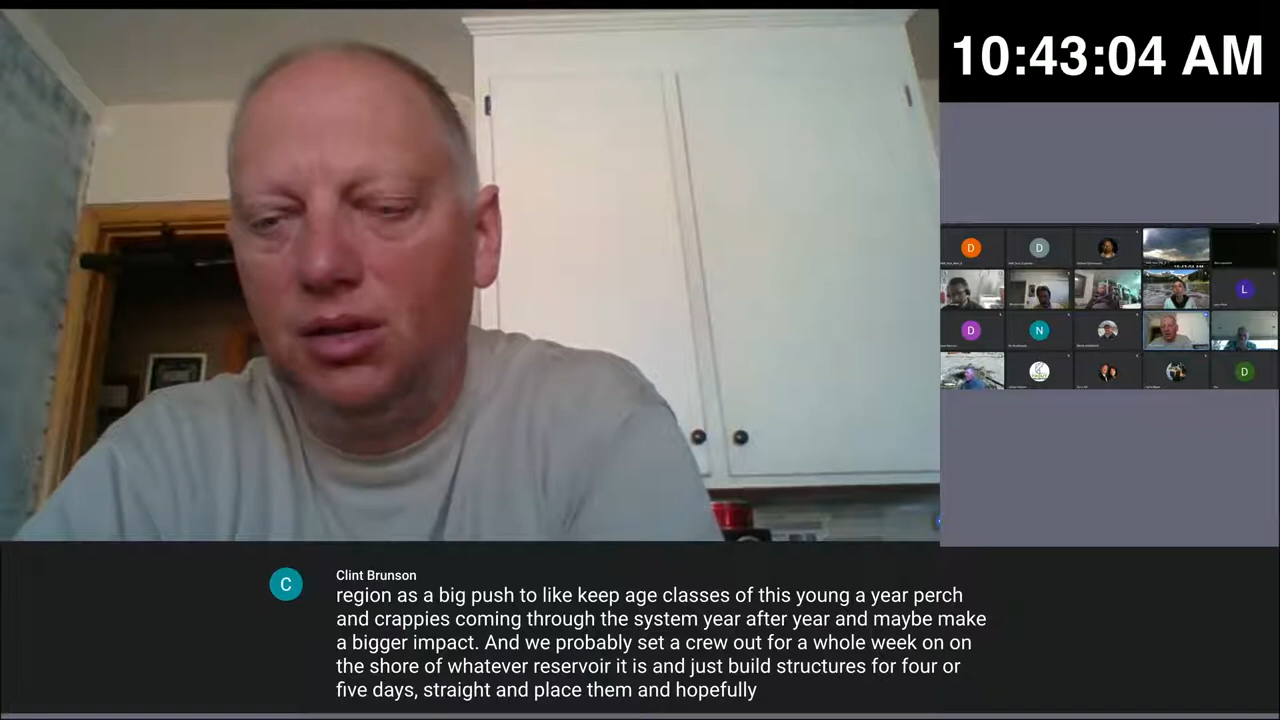 10:43:04 AM
D
D
L
D
N
D
C
Clint Brunson
region as a big push to like keep age classes of this young a year perch
and crappies coming through the system year after year and maybe make
a bigger impact. And we probably set a crew out for a whole week on on
the shore of whatever reservoir it is and just build structures for four or
five days, straight and place them and hopefully